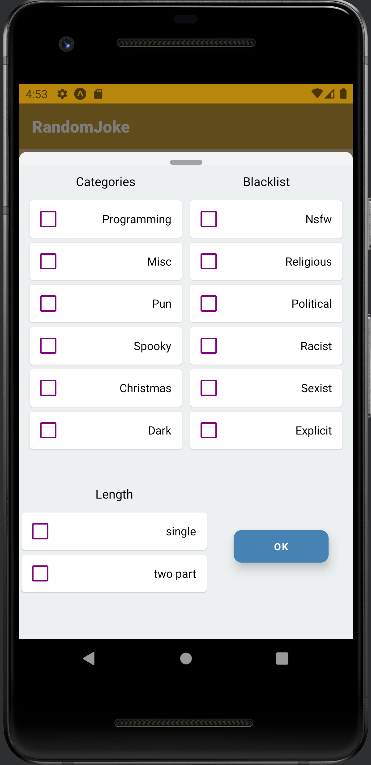 4:53
RandomJoke
Categories
Blacklist
Programming
Nsfw
Misc
Religious
Pun
Political
Spooky
Racist
Christmas
Sexist
Dark
Explicit
Length
single
OK
two part